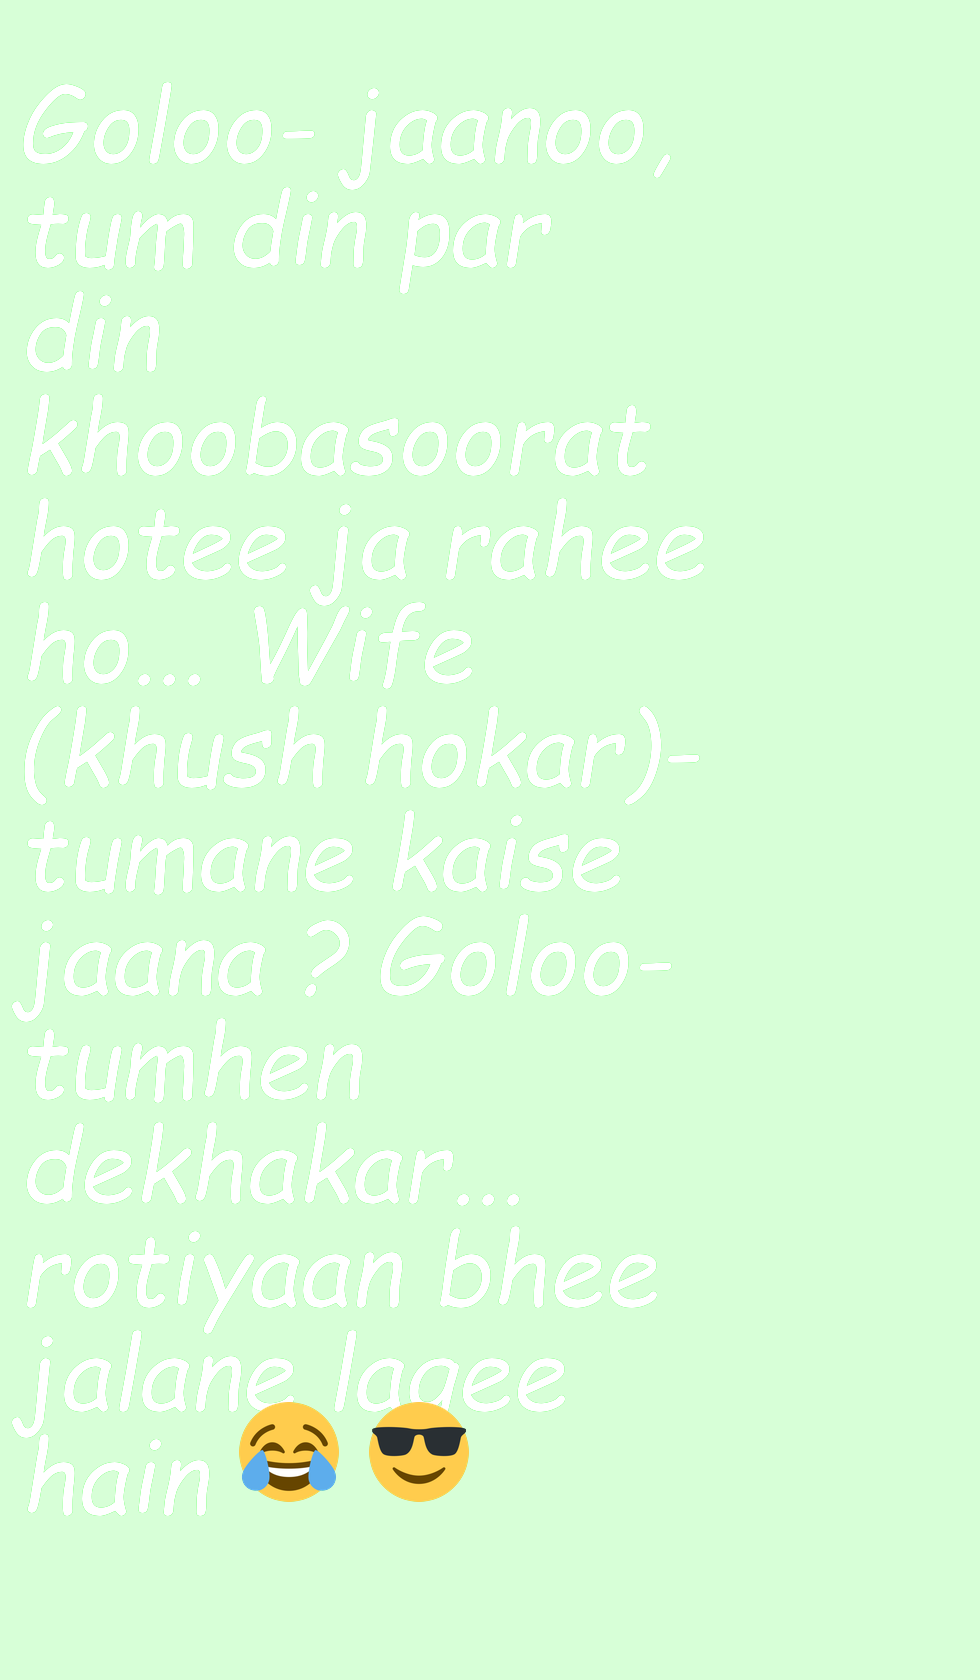 Goloo- jaanoo,
tum din par
din
khoobasoorat
hotee ja rahee
ho... Wife
(khush hokar)-
tumane kaise
jaana ? Goloo-
tumhen
dekhakar...
rotiyaan bhee
jalane lagee
hain 😂 😎